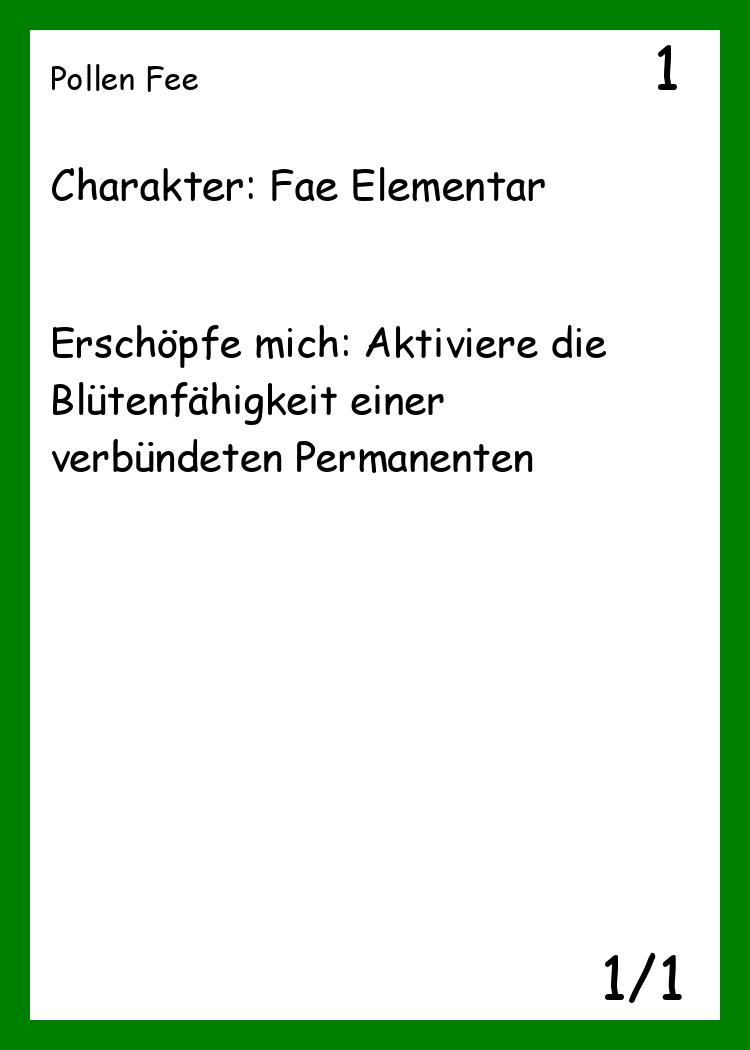 Pollen Fee
1
Charakter: Fae Elementar
Erschöpfe mich: Aktiviere die
Blütenfähigkeit einer
verbündeten Permanenten
1/1